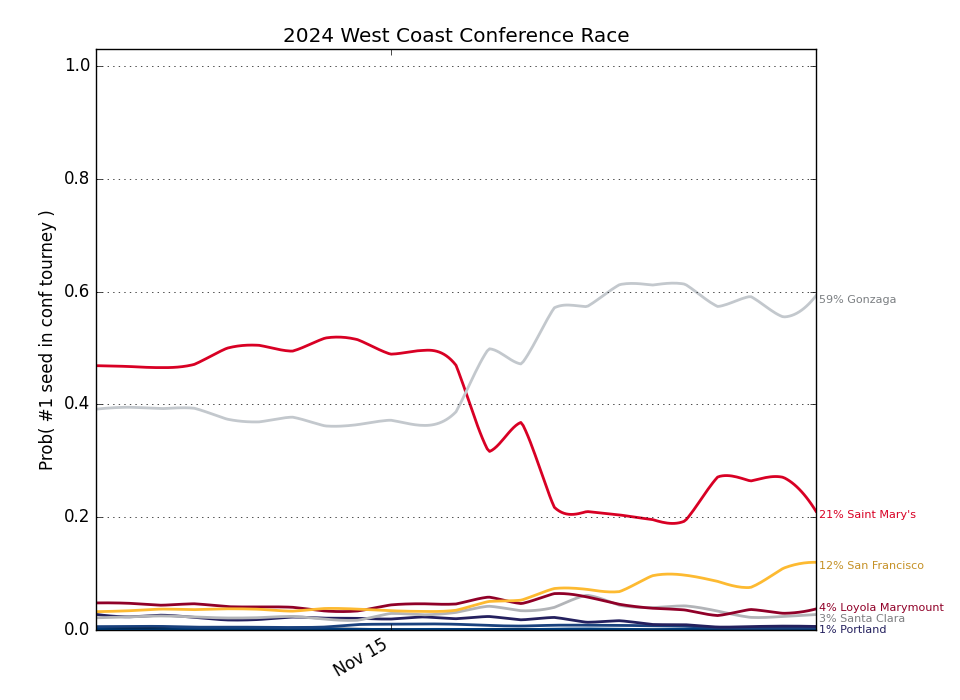 2024 West Coast Conference Race
1.0
0.8
0.6
0.4
0.2
0.0
Prob( #1 seed in conf tourney )
Nov 15
59% Gonzaga
21% Saint Mary's
12% San Francisco
4% Loyola Marymount
3% Santa Clara
1% Portland